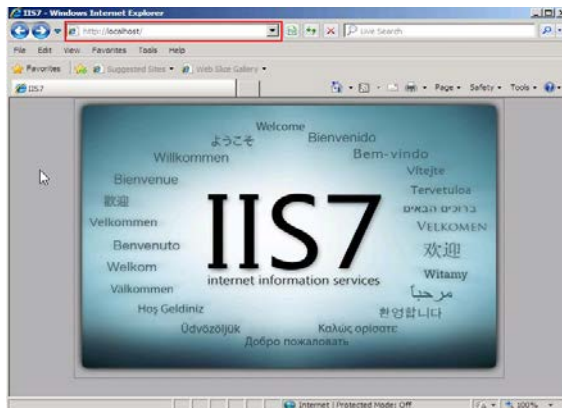 IIS7 - Windows Internet Explorer
http://localhost/
Live Search
File Edit View Favorites Tools Help
Favorites Suggested Sites Web Slice Gallery
IIS7
Page Safety Tools
Welcome
ようこそ Bienvenido
Willkommen Bem-vindo
Bienvenue Vítejte
歓迎 Tervetuloa
ברוכים הבאים
Velkommen VELKOMEN
Benvenuto 欢迎
Welkom Witamy
Välkommen مرحباً
Hoş Geldiniz 환영합니다
Üdvözöljük Καλώς ορίσατε
Добро пожаловать
IIS7
internet information services
Internet | Protected Mode: Off 100%